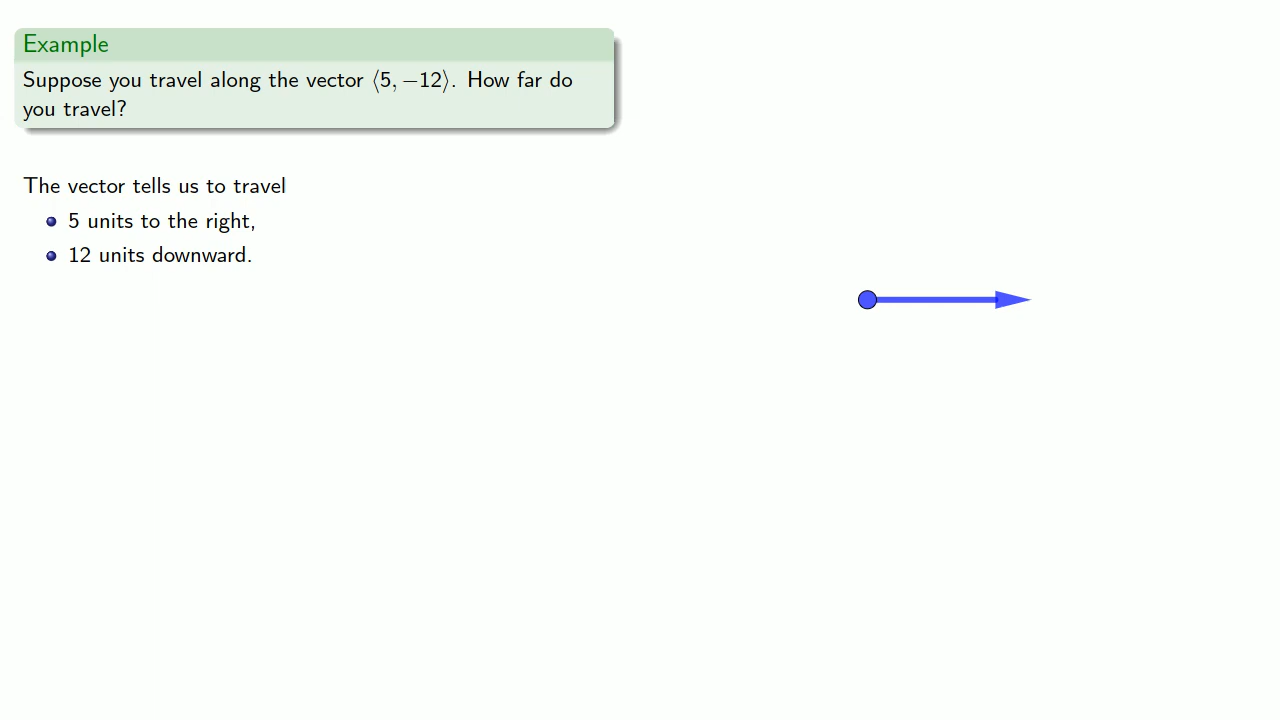 Example
Suppose you travel along the vector ⟨5, −12⟩. How far do
you travel?
The vector tells us to travel
5 units to the right,
12 units downward.